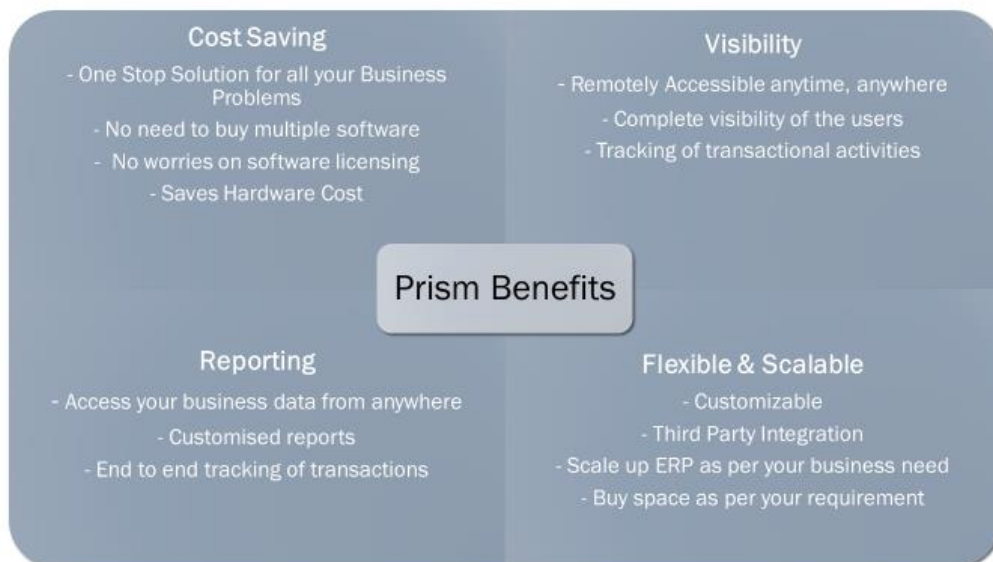 Cost Saving
- One Stop Solution for all your Business
Problems
- No need to buy multiple software
- No worries on software licensing
- Saves Hardware Cost
Visibility
- Remotely Accessible anytime, anywhere
- Complete visibility of the users
- Tracking of transactional activities
Prism Benefits
Reporting
- Access your business data from anywhere
- Customised reports
- End to end tracking of transactions
Flexible & Scalable
- Customizable
- Third Party Integration
- Scale up ERP as per your business need
- Buy space as per your requirement